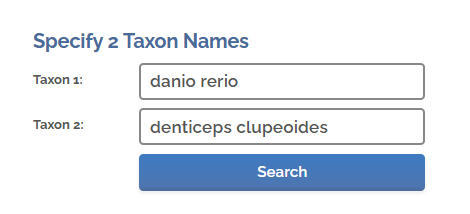 Specify 2 Taxon Names
Taxon 1: danio rerio
Taxon 2: denticeps clupeoides
Search